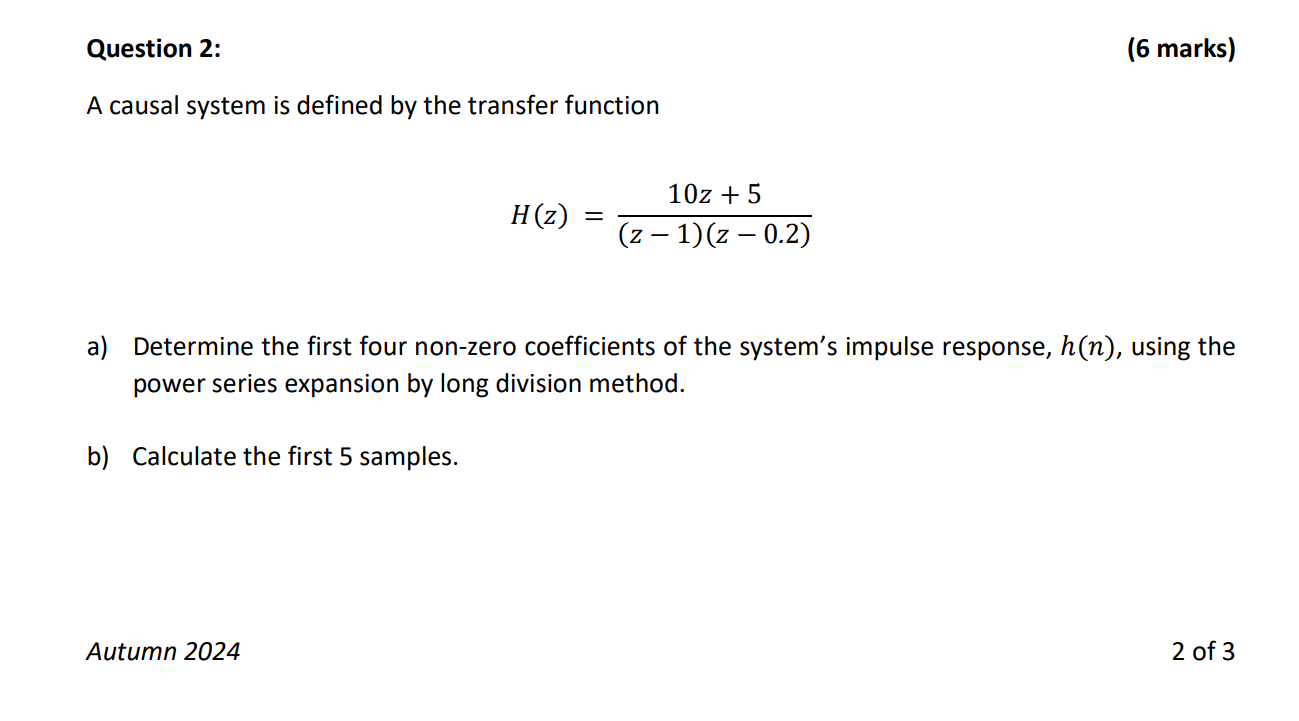 Question 2: (6 marks)
A causal system is defined by the transfer function
H(z) = 10z + 5 / (z − 1)(z − 0.2)
a) Determine the first four non-zero coefficients of the system’s impulse response, h(n), using the
power series expansion by long division method.
b) Calculate the first 5 samples.
Autumn 2024 2 of 3